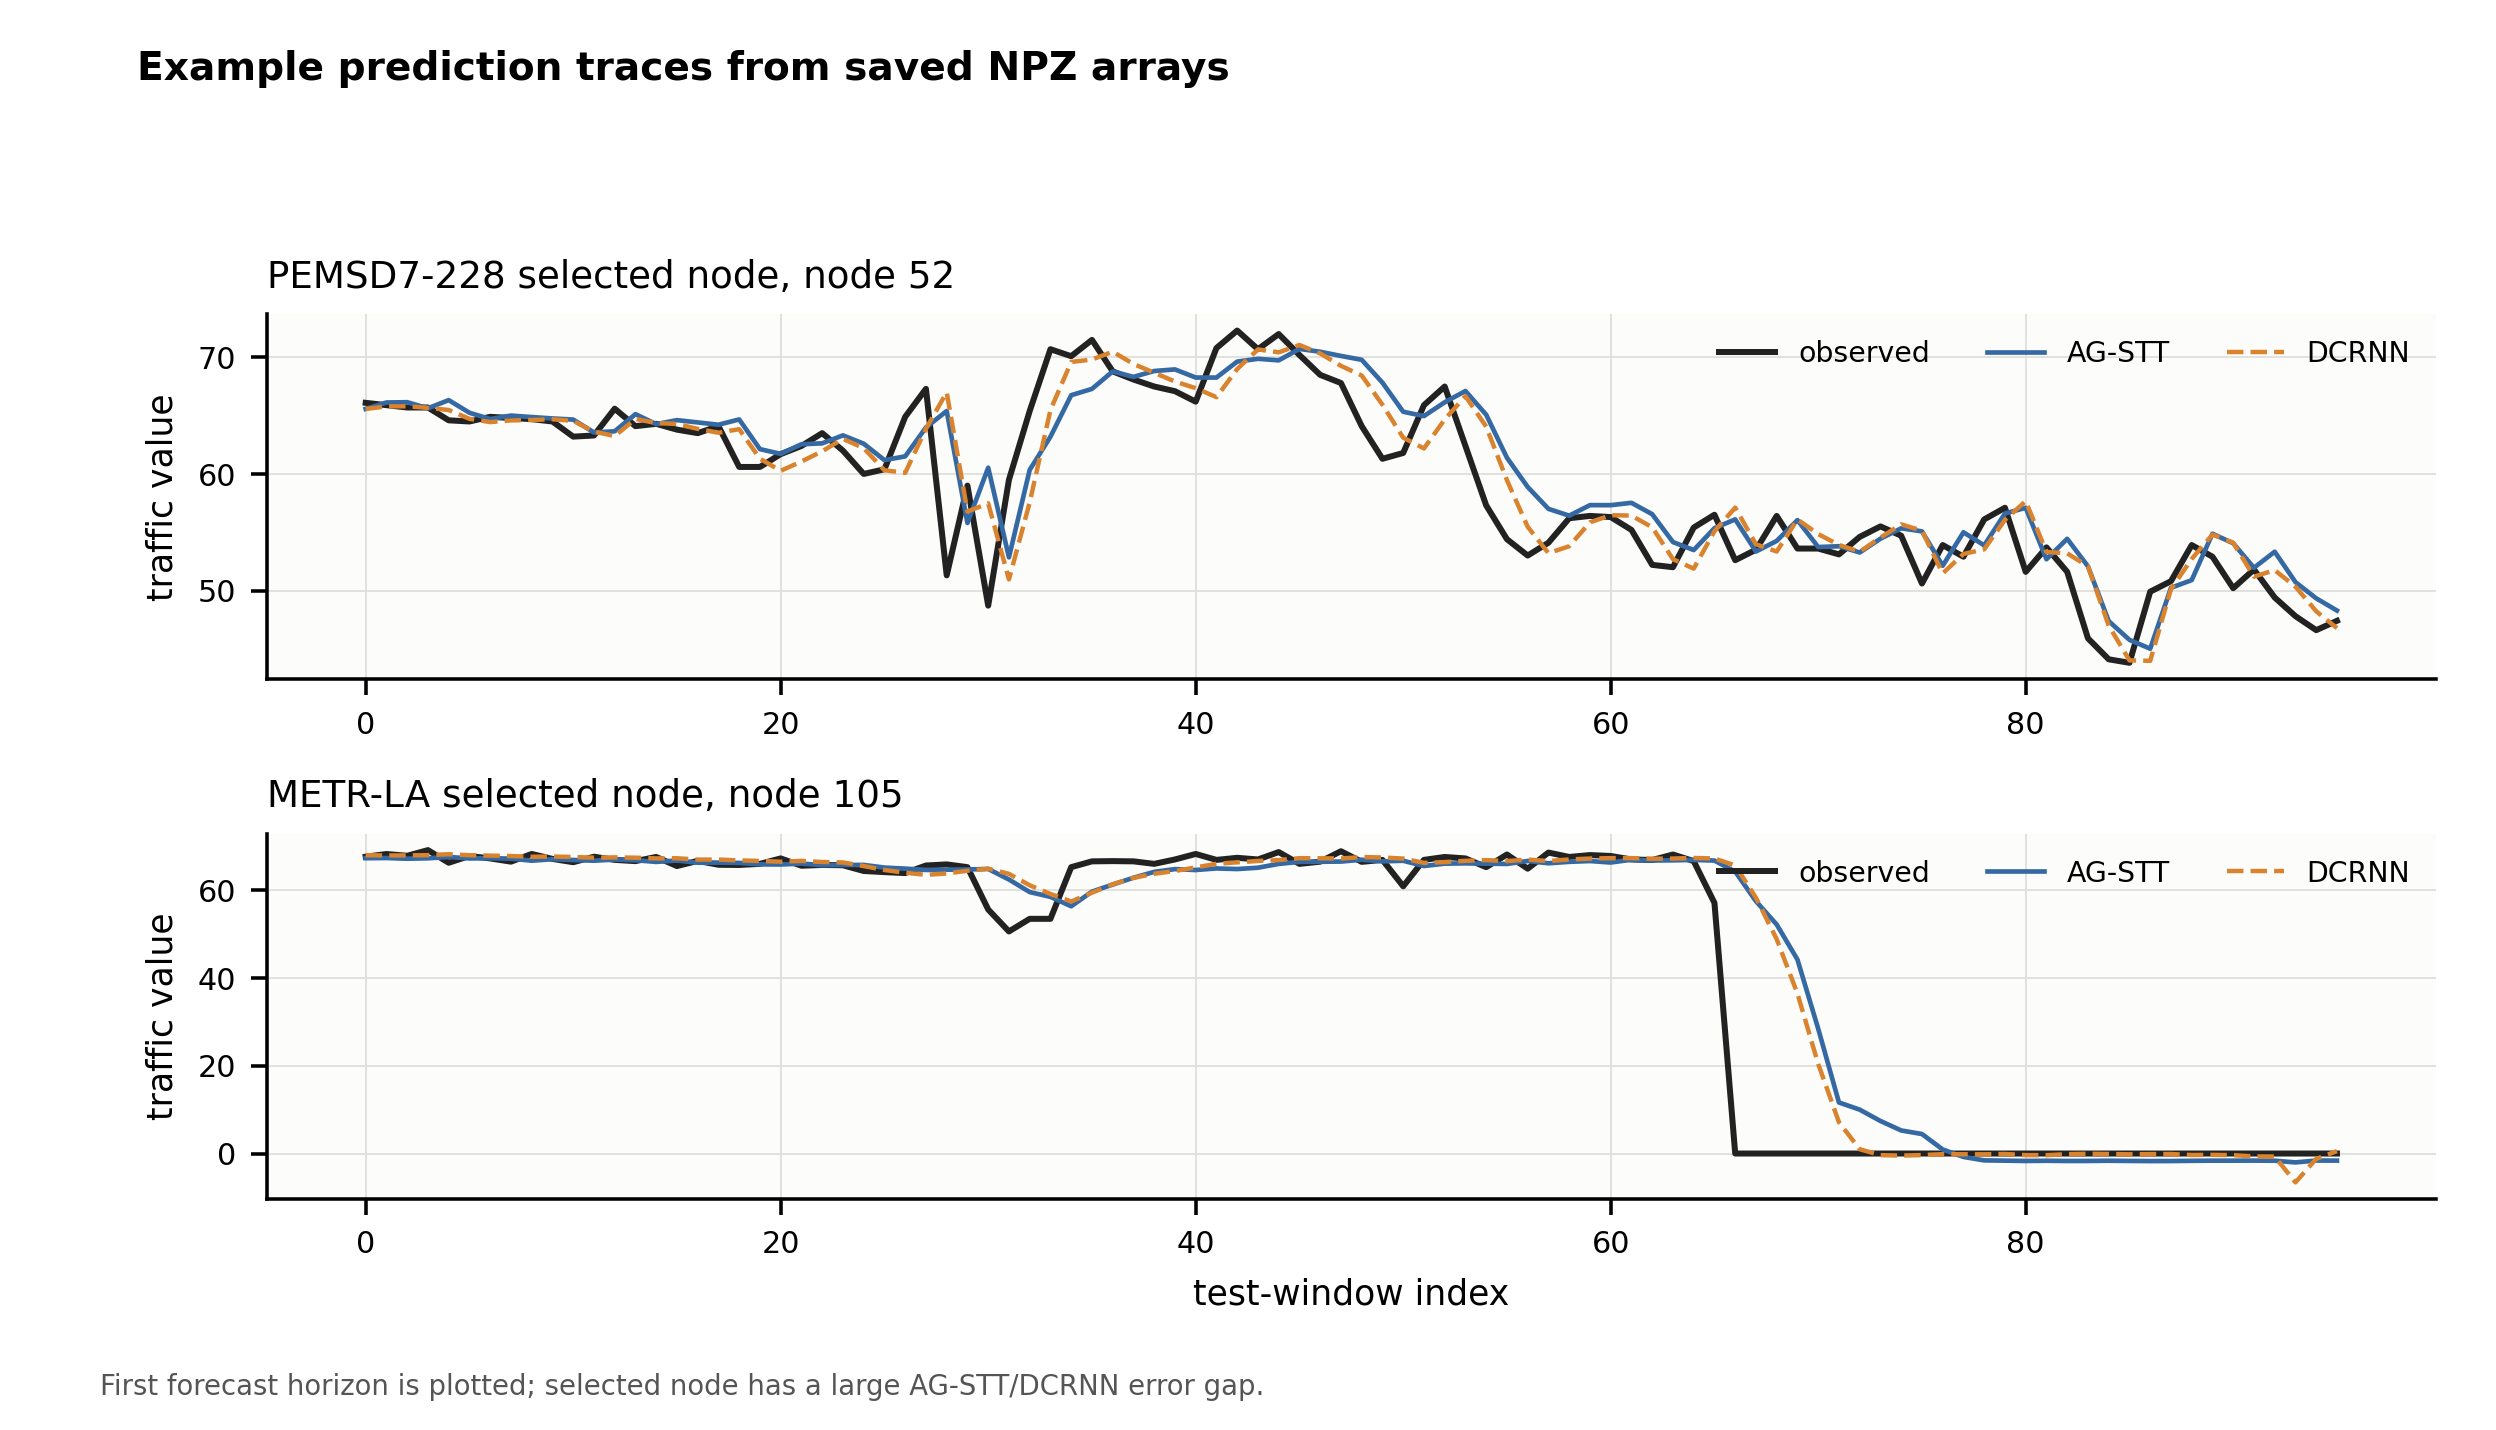 Example prediction traces from saved NPZ arrays
PEMSD7-228 selected node, node 52
observed AG-STT DCRNN
traffic value
70
60
50
0 20 40 60 80
METR-LA selected node, node 105
observed AG-STT DCRNN
traffic value
60
40
20
0
0 20 40 60 80
test-window index
First forecast horizon is plotted; selected node has a large AG-STT/DCRNN error gap.